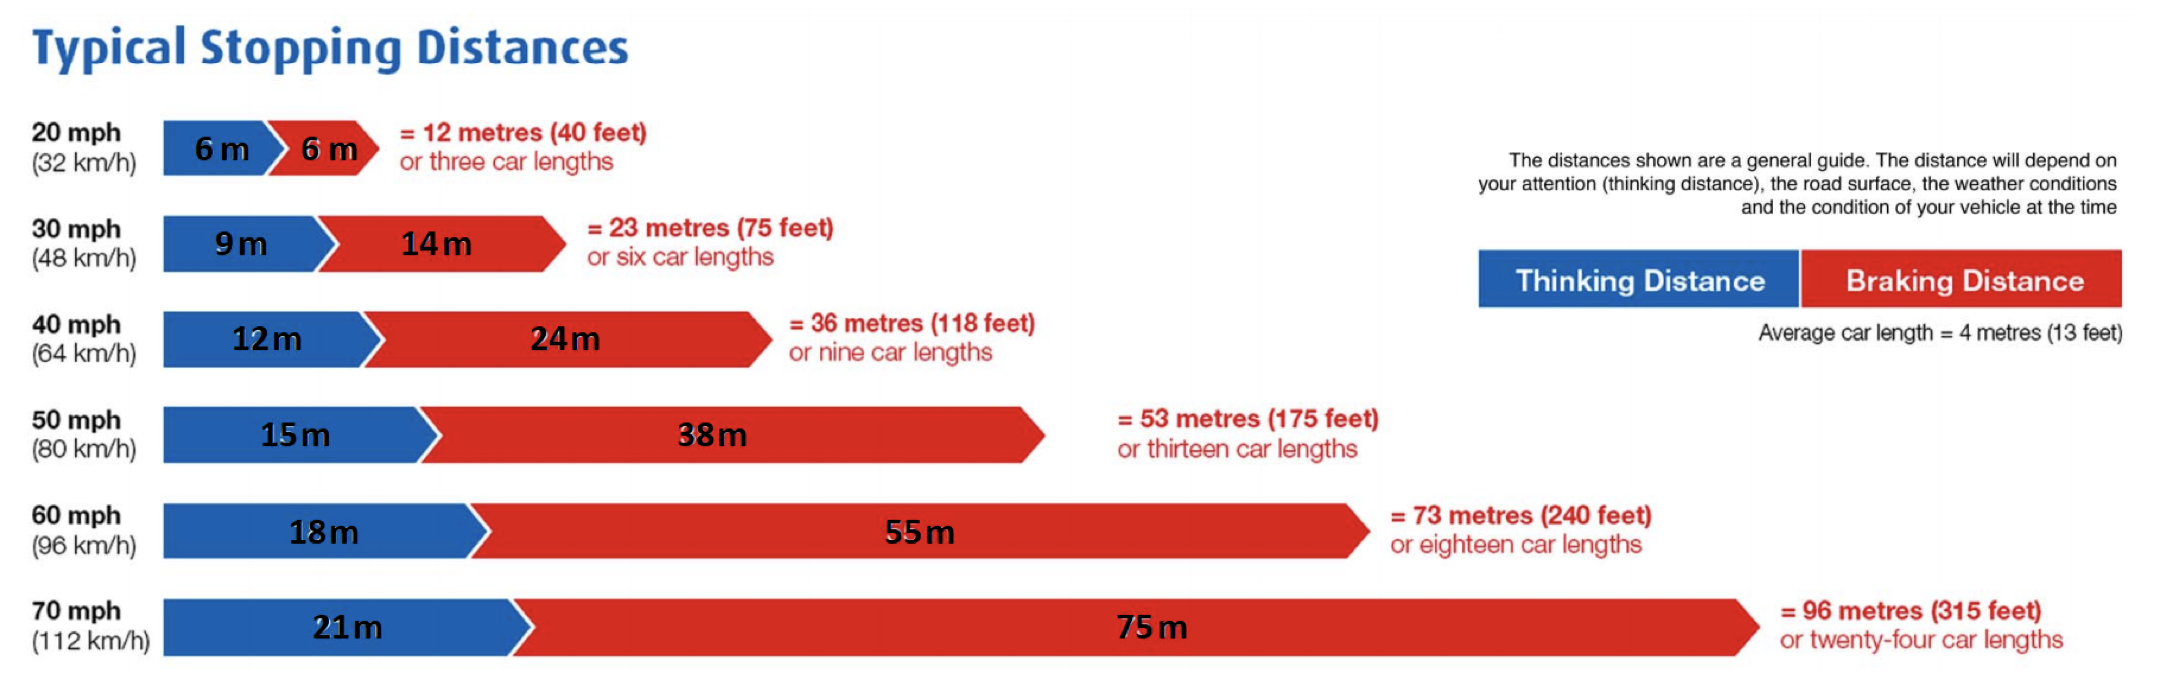 Typical Stopping Distances
20 mph
(32 km/h)
6 m
6 m
= 12 metres (40 feet)
or three car lengths
30 mph
(48 km/h)
9 m
14 m
= 23 metres (75 feet)
or six car lengths
40 mph
(64 km/h)
12 m
24 m
= 36 metres (118 feet)
or nine car lengths
50 mph
(80 km/h)
15 m
38 m
= 53 metres (175 feet)
or thirteen car lengths
60 mph
(96 km/h)
18 m
55 m
= 73 metres (240 feet)
or eighteen car lengths
70 mph
(112 km/h)
21 m
75 m
= 96 metres (315 feet)
or twenty-four car lengths
The distances shown are a general guide. The distance will depend on
your attention (thinking distance), the road surface, the weather conditions
and the condition of your vehicle at the time
Thinking Distance
Braking Distance
Average car length = 4 metres (13 feet)